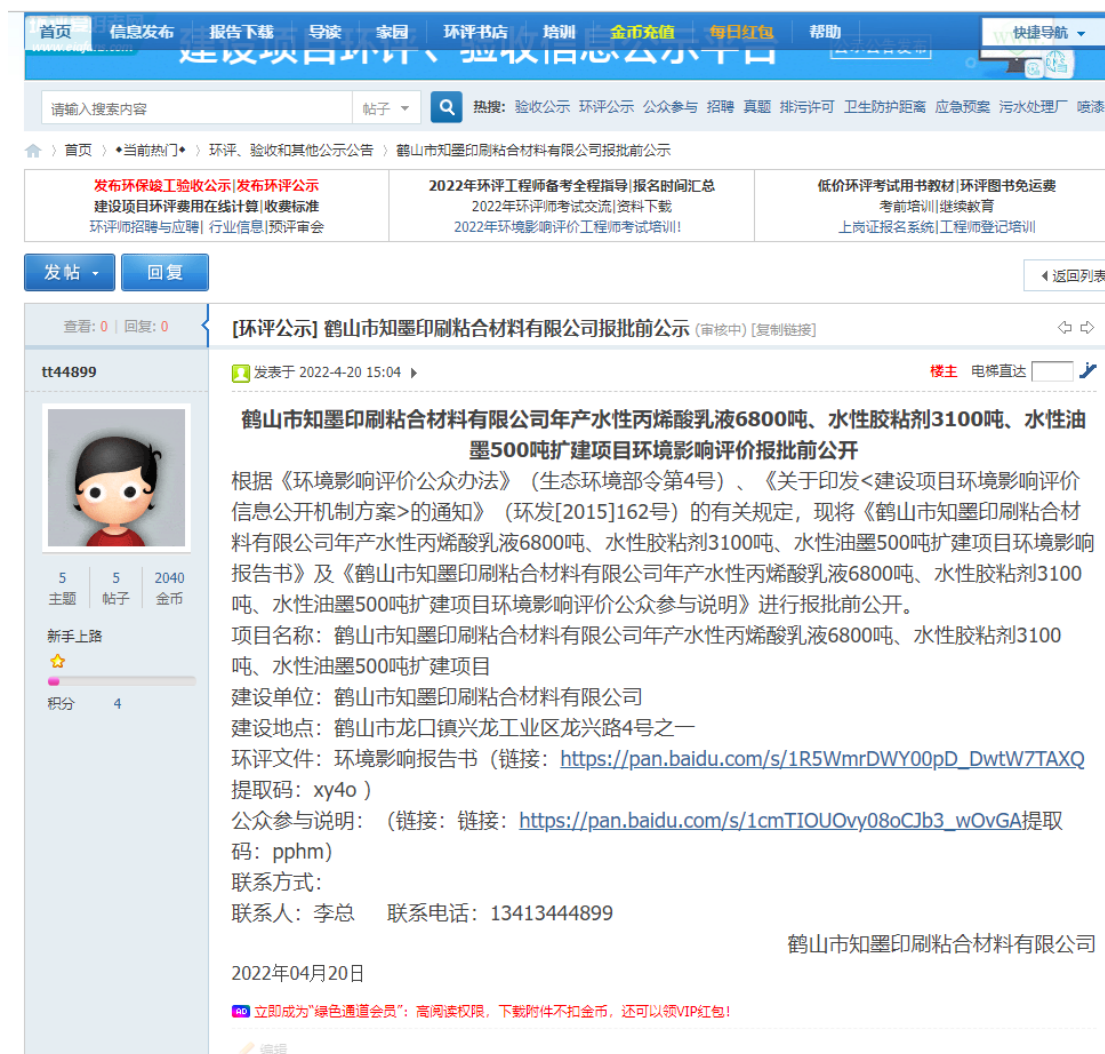 首页 信息发布 报告下载 导读 家园 环评书店 培训 金币充值 每日红包 帮助 快捷导航
建设项目环评、验收信息公示平台
请输入搜索内容 帖子 热搜: 验收公示 环评公示 公众参与 招聘 真题 排污许可 卫生防护距离 应急预案 污水处理厂 喷漆
首页 〉 •当前热门• 〉 环评、验收和其他公示公告 〉 鹤山市知墨印刷粘合材料有限公司报批前公示
发布环保竣工验收公示|发布环评公示
建设项目环评费用在线计算|收费标准
环评师招聘与应聘| 行业信息|预评审会
2022年环评工程师备考全程指导|报名时间汇总
2022年环评师考试交流|资料下载
2022年环境影响评价工程师考试培训!
低价环评考试用书教材|环评图书免运费
考前培训|继续教育
上岗证报名系统|工程师登记培训
发帖 回复 返回列表
查看: 0 | 回复: 0
[环评公示] 鹤山市知墨印刷粘合材料有限公司报批前公示 (审核中) [复制链接]
tt44899
发表于 2022-4-20 15:04 楼主 电梯直达
5 5 2040
主题 帖子 金币
新手上路
积分 4
鹤山市知墨印刷粘合材料有限公司年产水性丙烯酸乳液6800吨、水性胶粘剂3100吨、水性油
墨500吨扩建项目环境影响评价报批前公开
根据《环境影响评价公众办法》（生态环境部令第4号）、《关于印发<建设项目环境影响评价
信息公开机制方案>的通知》（环发[2015]162号）的有关规定，现将《鹤山市知墨印刷粘合材
料有限公司年产水性丙烯酸乳液6800吨、水性胶粘剂3100吨、水性油墨500吨扩建项目环境影响
报告书》及《鹤山市知墨印刷粘合材料有限公司年产水性丙烯酸乳液6800吨、水性胶粘剂3100
吨、水性油墨500吨扩建项目环境影响评价公众参与说明》进行报批前公开。
项目名称：鹤山市知墨印刷粘合材料有限公司年产水性丙烯酸乳液6800吨、水性胶粘剂3100
吨、水性油墨500吨扩建项目
建设单位：鹤山市知墨印刷粘合材料有限公司
建设地点：鹤山市龙口镇兴龙工业区龙兴路4号之一
环评文件：环境影响报告书（链接：https://pan.baidu.com/s/1R5WmrDWY00pD_DwtW7TAXQ
提取码：xy4o ）
公众参与说明：（链接：链接：https://pan.baidu.com/s/1cmTIOUOvy08oCJb3_wOvGA提取
码：pphm）
联系方式：
联系人：李总 联系电话：13413444899
鹤山市知墨印刷粘合材料有限公司
2022年04月20日
AD 立即成为"绿色通道会员"：高阅读权限，下载附件不扣金币，还可以领VIP红包!
编辑